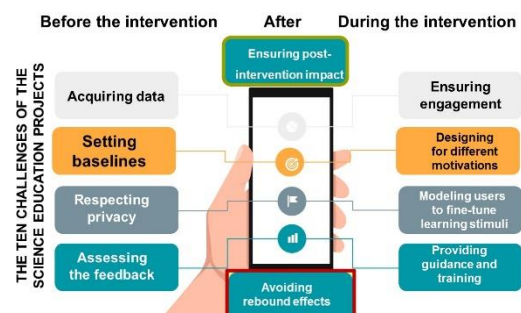 Before the intervention
After
During the intervention
THE TEN CHALLENGES OF THE
SCIENCE EDUCATION PROJECTS
Ensuring post-
intervention impact
Acquiring data
Ensuring
engagement
Setting
baselines
Designing
for different
motivations
Respecting
privacy
Modeling users
to fine-tune
learning stimuli
Assessing
the feedback
Providing
guidance and
training
Avoiding
rebound effects